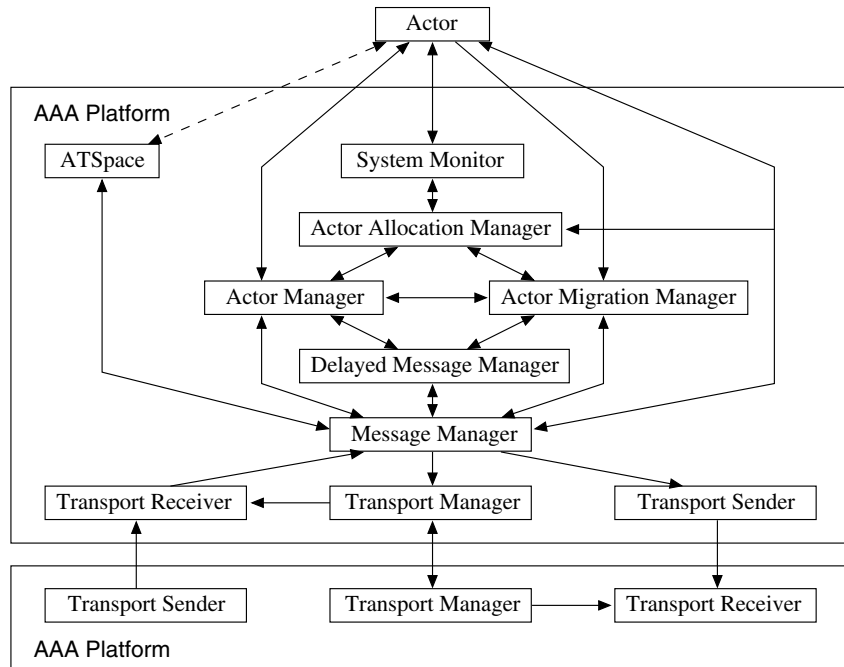 Actor
AAA Platform
ATSpace
System Monitor
Actor Allocation Manager
Actor Manager
Actor Migration Manager
Delayed Message Manager
Message Manager
Transport Receiver
Transport Manager
Transport Sender
Transport Sender
Transport Manager
Transport Receiver
AAA Platform